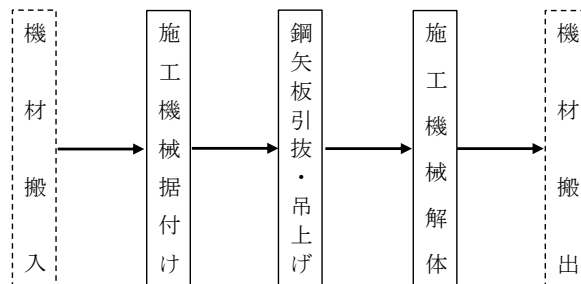 機材搬入
施工機械据付け
鋼矢板引抜・吊上げ
施工機械解体
機材搬出